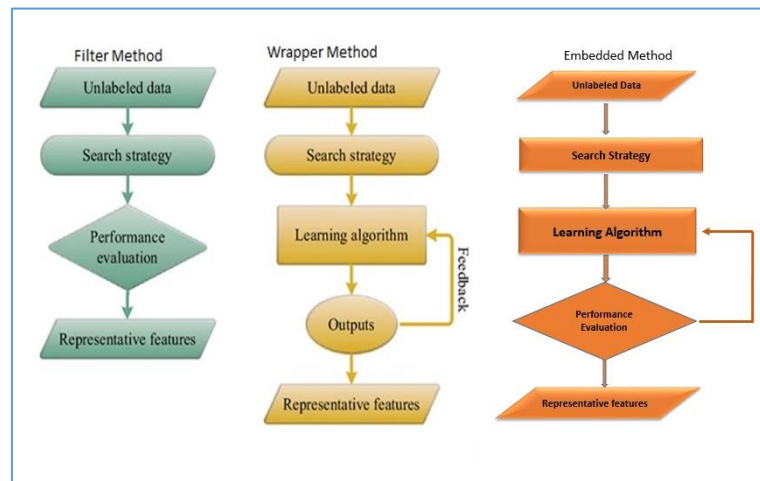 Filter Method
Unlabeled data
Search strategy
Performance
evaluation
Representative features
Wrapper Method
Unlabeled data
Search strategy
Learning algorithm
Feedback
Outputs
Representative features
Embedded Method
Unlabeled Data
Search Strategy
Learning Algorithm
Performance
Evaluation
Representative features